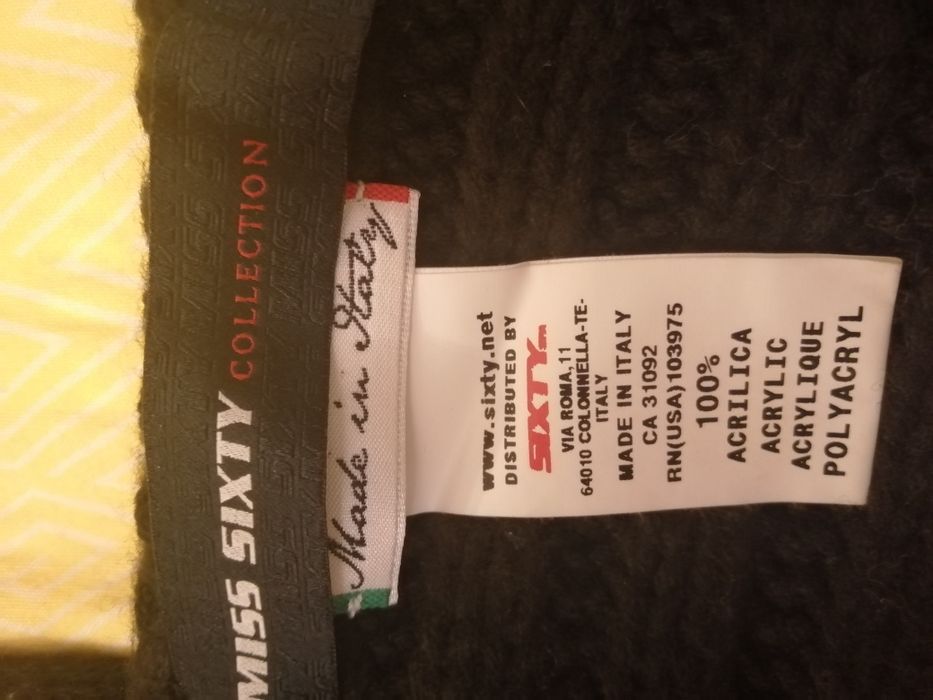 MISS SIXTY COLLECTION
Made in Italy
www.sixty.net
DISTRIBUTED BY
SIXTY
VIA ROMA,11
64010 COLONNELLA-TE-
ITALY
MADE IN ITALY
CA 31092
RN(USA)103975
100%
ACRILICA
ACRYLIC
ACRYLIQUE
POLYACRYL